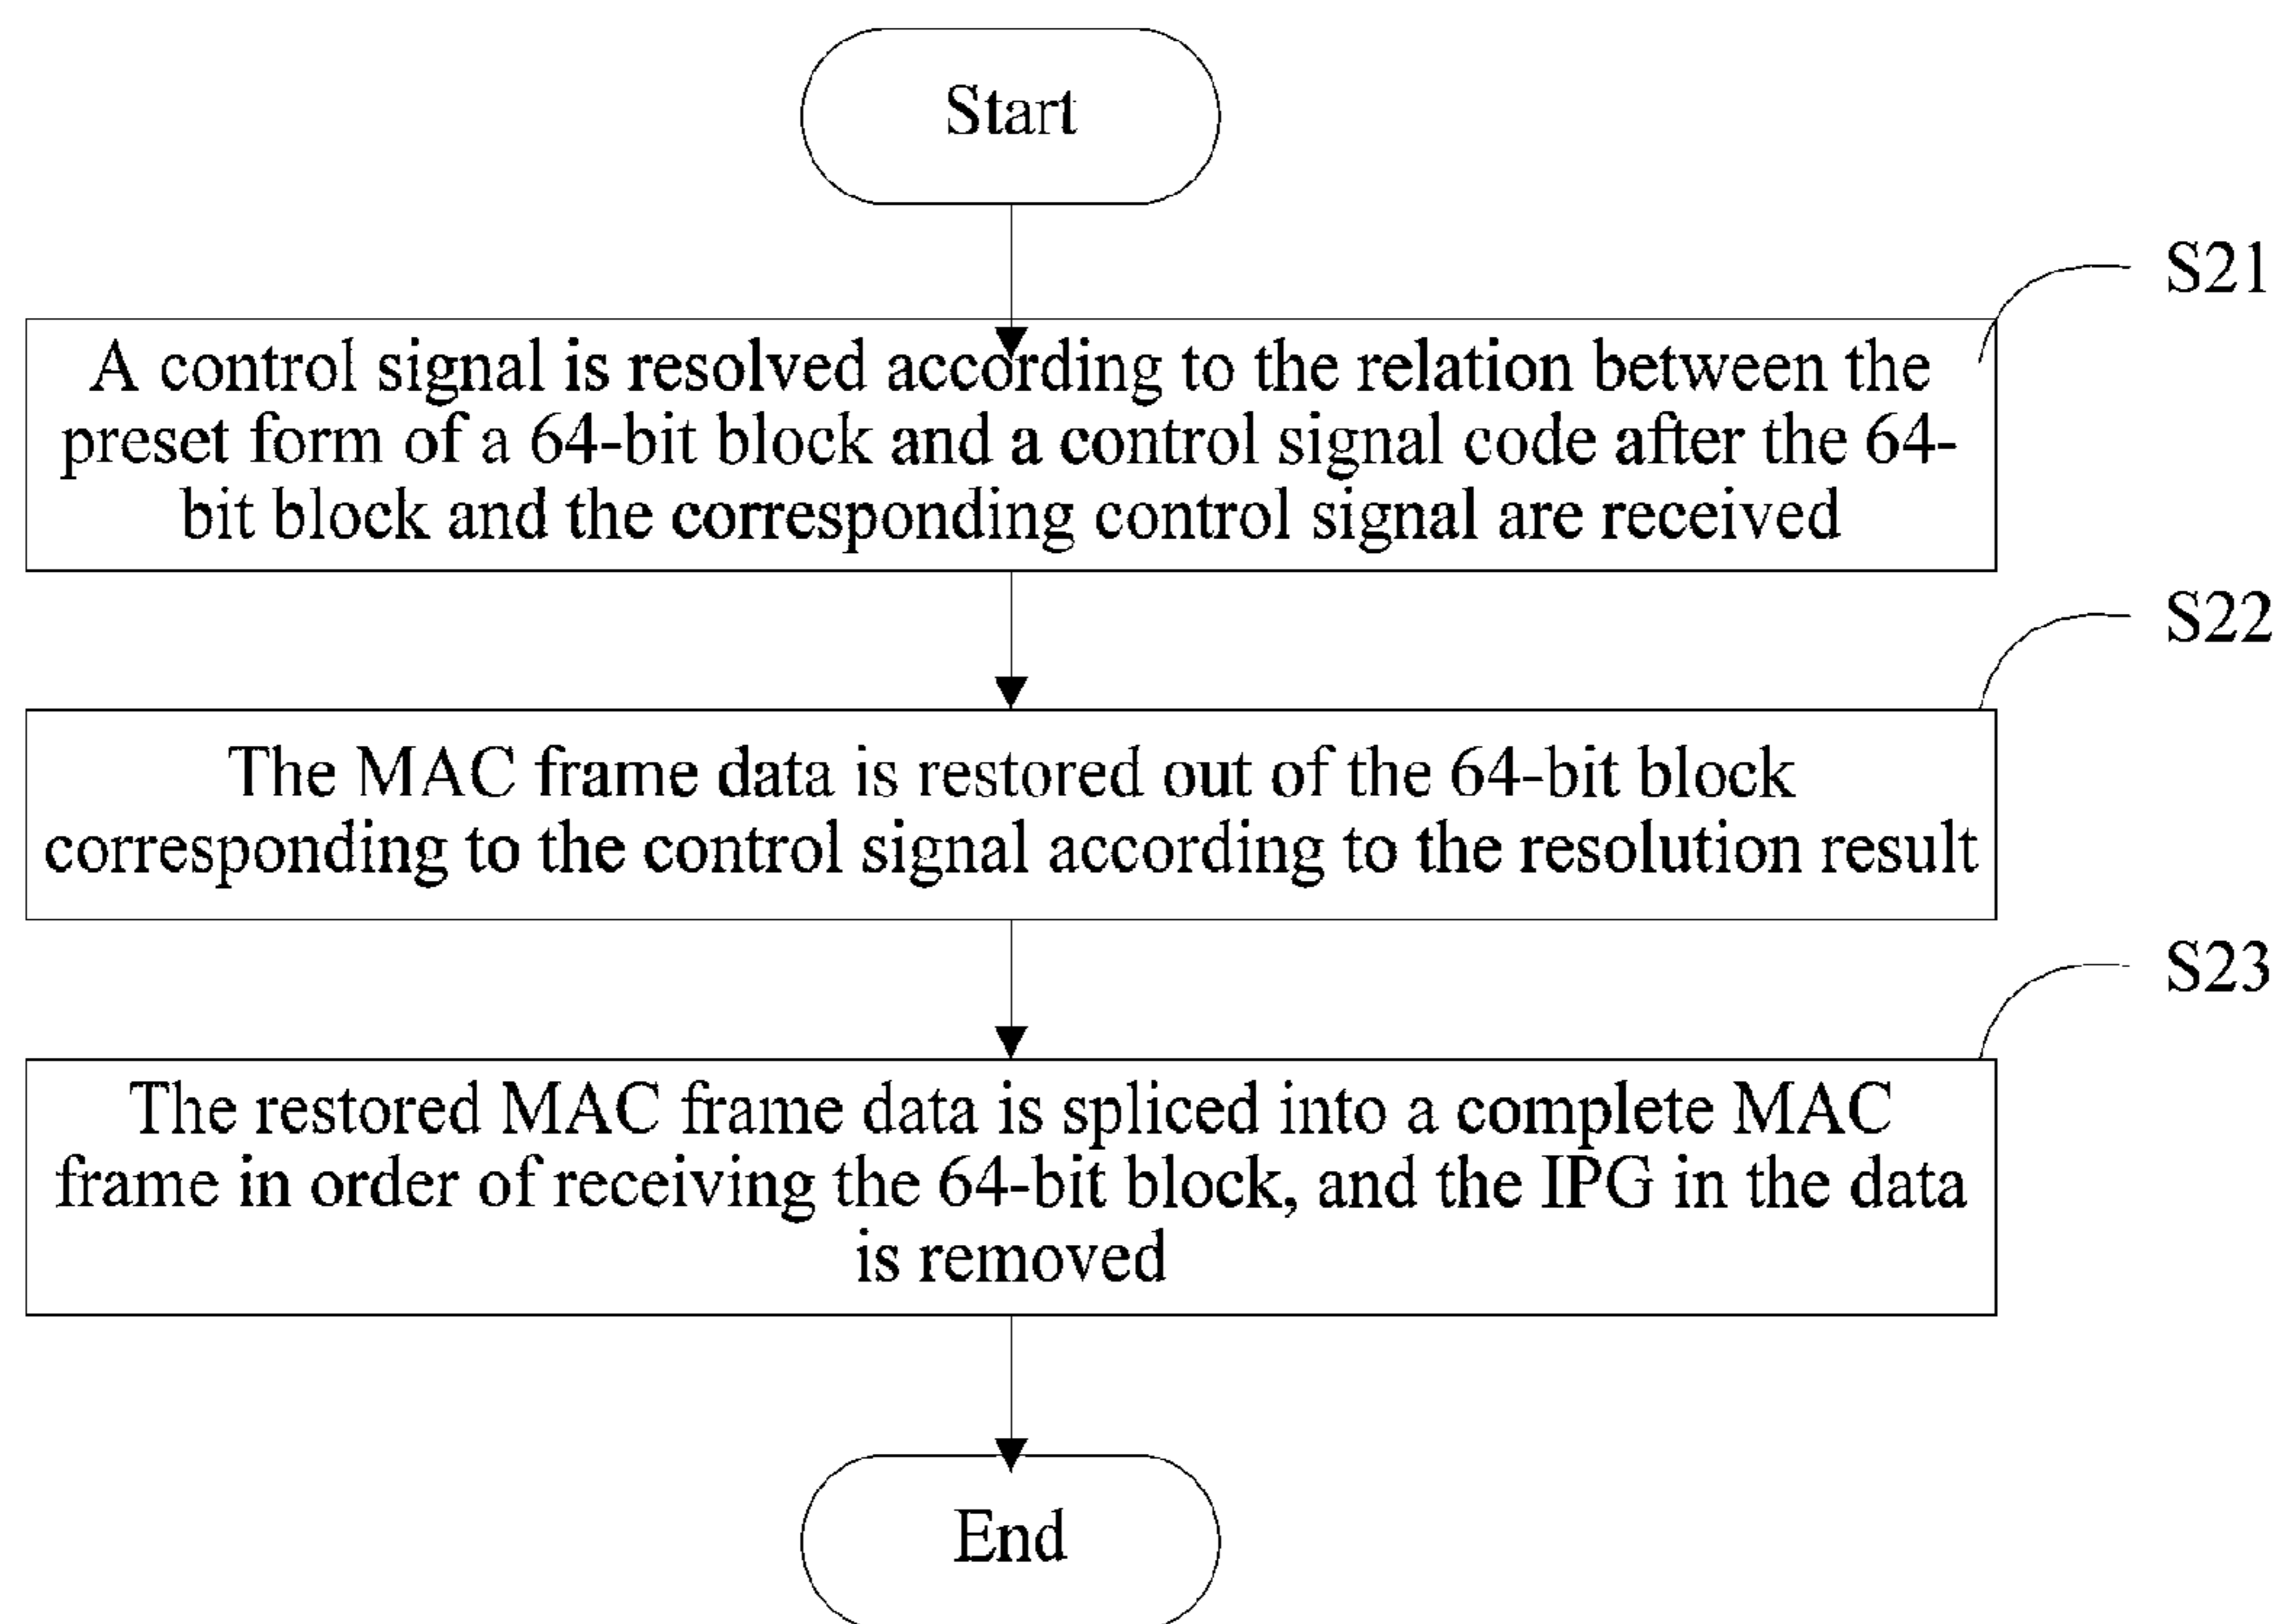 Start
S21
A control signal is resolved according to the relation between the
preset form of a 64-bit block and a control signal code after the 64-
bit block and the corresponding control signal are received
S22
The MAC frame data is restored out of the 64-bit block
corresponding to the control signal according to the resolution result
S23
The restored MAC frame data is spliced into a complete MAC
frame in order of receiving the 64-bit block, and the IPG in the data
is removed
End